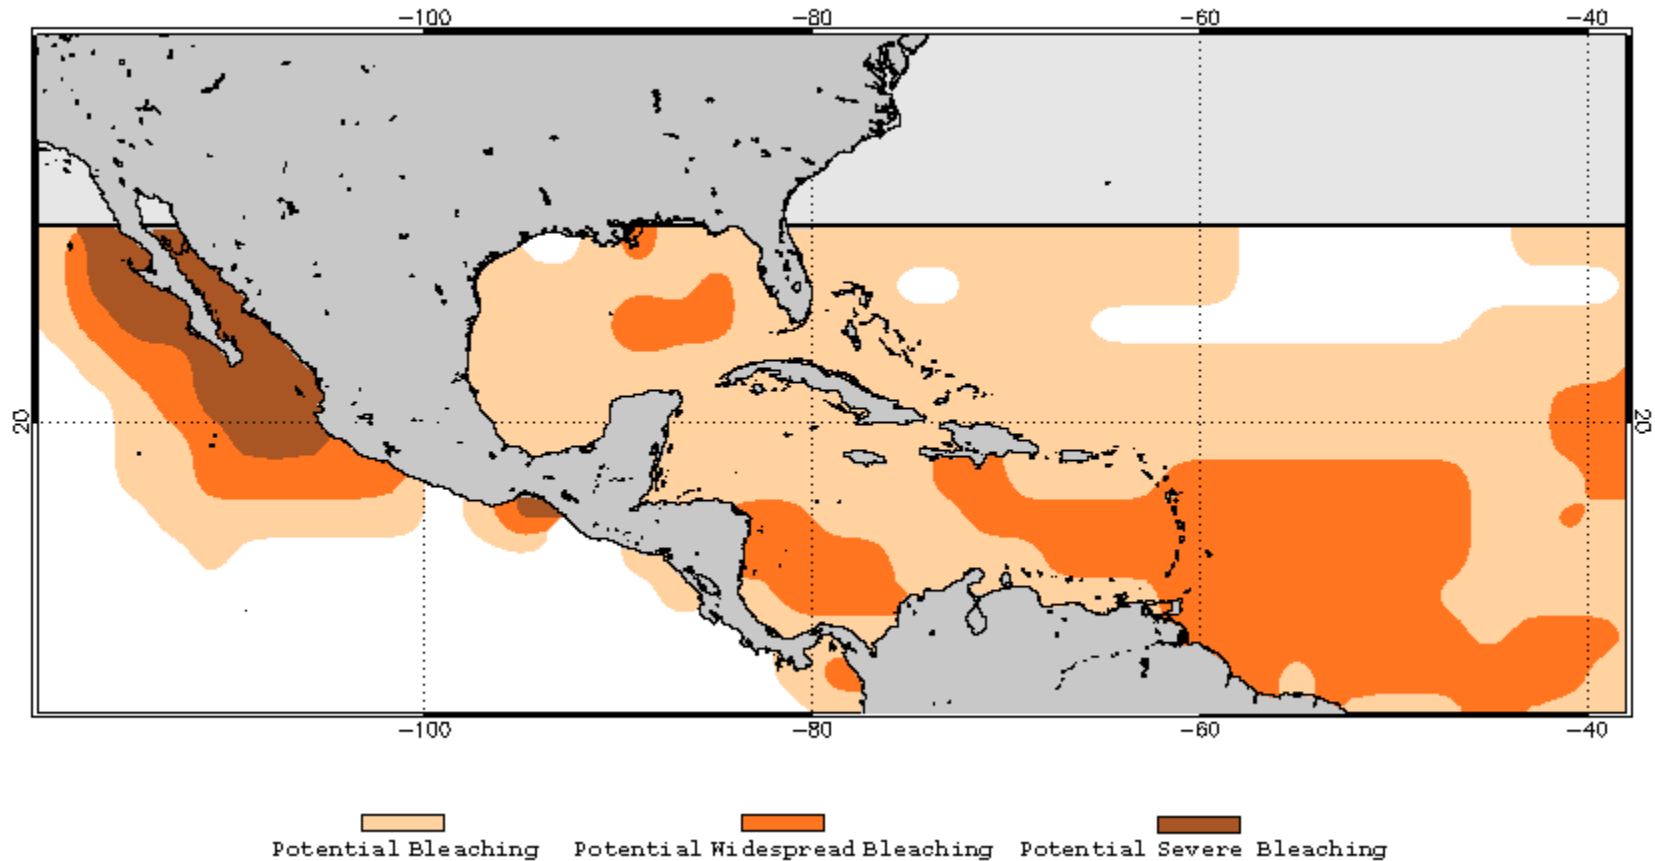 -100 -80 -60 -40
20 20
-100 -80 -60 -40
Potential Bleaching Potential Widespread Bleaching Potential Severe Bleaching